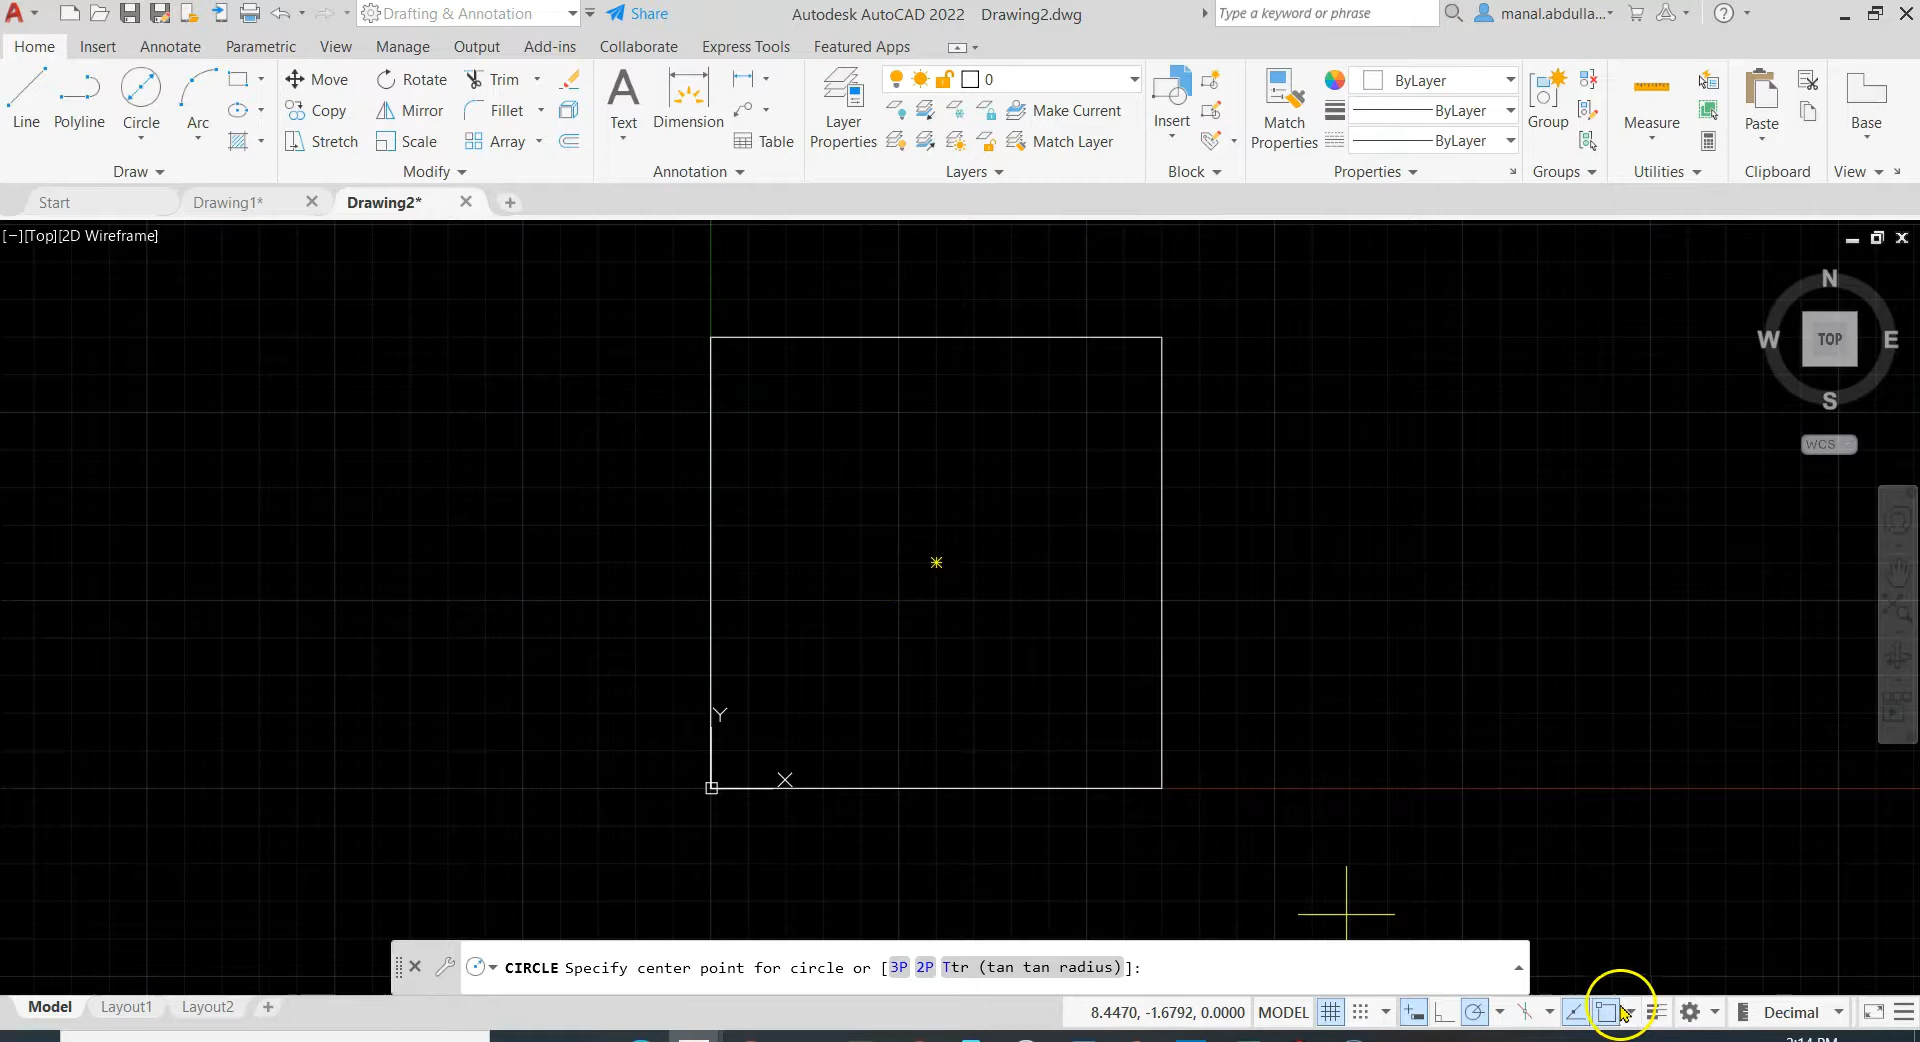 Drafting & Annotation
Share
Autodesk AutoCAD 2022 Drawing2.dwg
Type a keyword or phrase
manal.abdulla...
Home Insert Annotate Parametric View Manage Output Add-ins Collaborate Express Tools Featured Apps
Line Polyline Circle Arc
Move Rotate Trim
Copy Mirror Fillet
Stretch Scale Array
Text Dimension Table
Layer Properties
0
Make Current
Match Layer
Insert
Match Properties
ByLayer
ByLayer
ByLayer
Group
Measure
Paste
Base
Draw Modify Annotation Layers Block Properties Groups Utilities Clipboard View
Start Drawing1* Drawing2*
[−][Top][2D Wireframe]
N
W TOP E
S
WCS
Y
X
CIRCLE Specify center point for circle or [3P 2P Ttr (tan tan radius)]:
Model Layout1 Layout2
8.4470, -1.6792, 0.0000 MODEL
Decimal